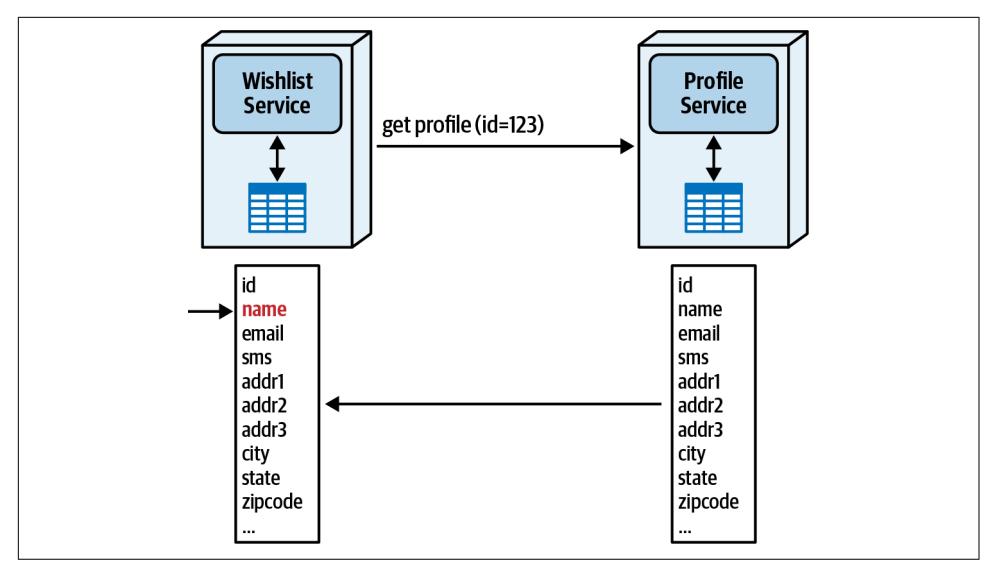 Wishlist
Service
Profile
Service
get profile (id=123)
id
name
email
sms
addr1
addr2
addr3
city
state
zipcode
...
id
name
email
sms
addr1
addr2
addr3
city
state
zipcode
...